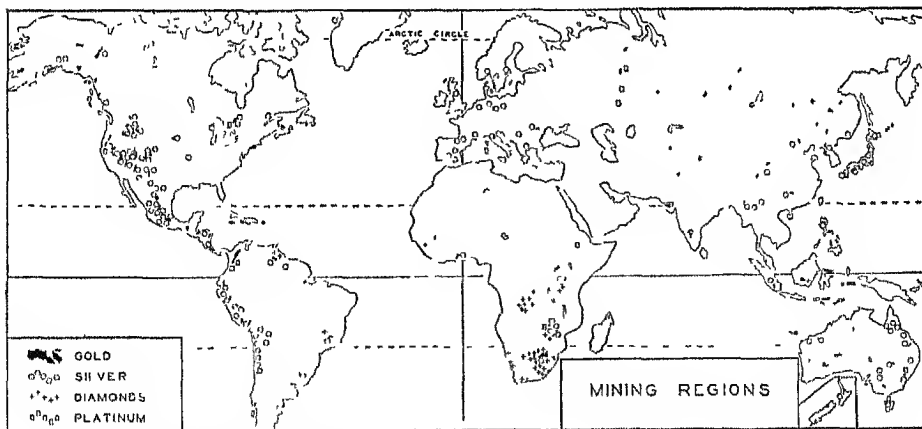 ARCTIC CIRCLE
GOLD
SILVER
DIAMONDS
PLATINUM
MINING REGIONS